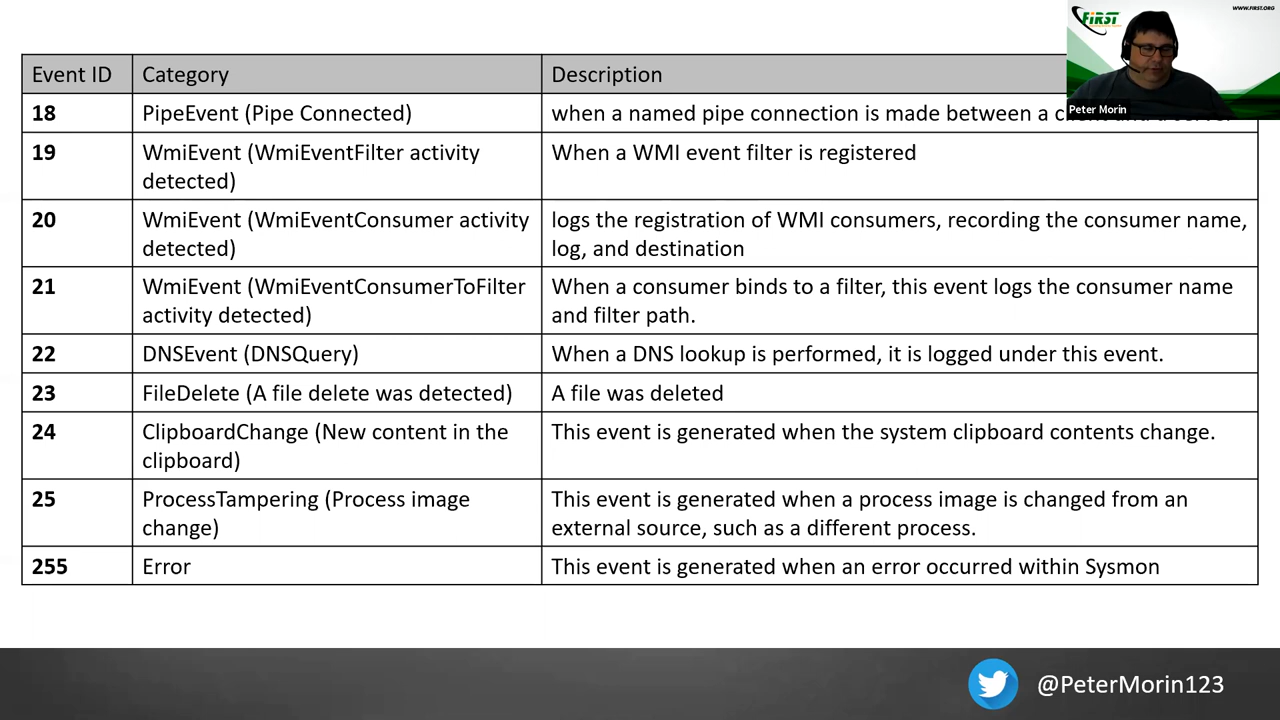 WWW.FIRST.ORG
FiRST
Peter Morin
Event ID Category Description
18 PipeEvent (Pipe Connected) when a named pipe connection is made between a
19 WmiEvent (WmiEventFilter activity When a WMI event filter is registered
detected)
20 WmiEvent (WmiEventConsumer activity logs the registration of WMI consumers, recording the consumer name,
detected) log, and destination
21 WmiEvent (WmiEventConsumerToFilter When a consumer binds to a filter, this event logs the consumer name
activity detected) and filter path.
22 DNSEvent (DNSQuery) When a DNS lookup is performed, it is logged under this event.
23 FileDelete (A file delete was detected) A file was deleted
24 ClipboardChange (New content in the This event is generated when the system clipboard contents change.
clipboard)
25 ProcessTampering (Process image This event is generated when a process image is changed from an
change) external source, such as a different process.
255 Error This event is generated when an error occurred within Sysmon
@PeterMorin123